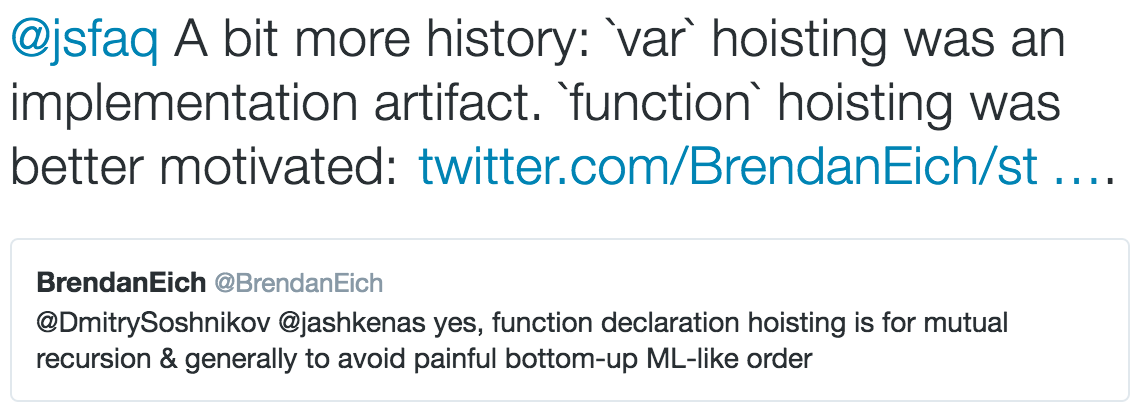 @jsfaq A bit more history: `var` hoisting was an
implementation artifact. `function` hoisting was
better motivated: twitter.com/BrendanEich/st ….
BrendanEich @BrendanEich
@DmitrySoshnikov @jashkenas yes, function declaration hoisting is for mutual
recursion & generally to avoid painful bottom-up ML-like order